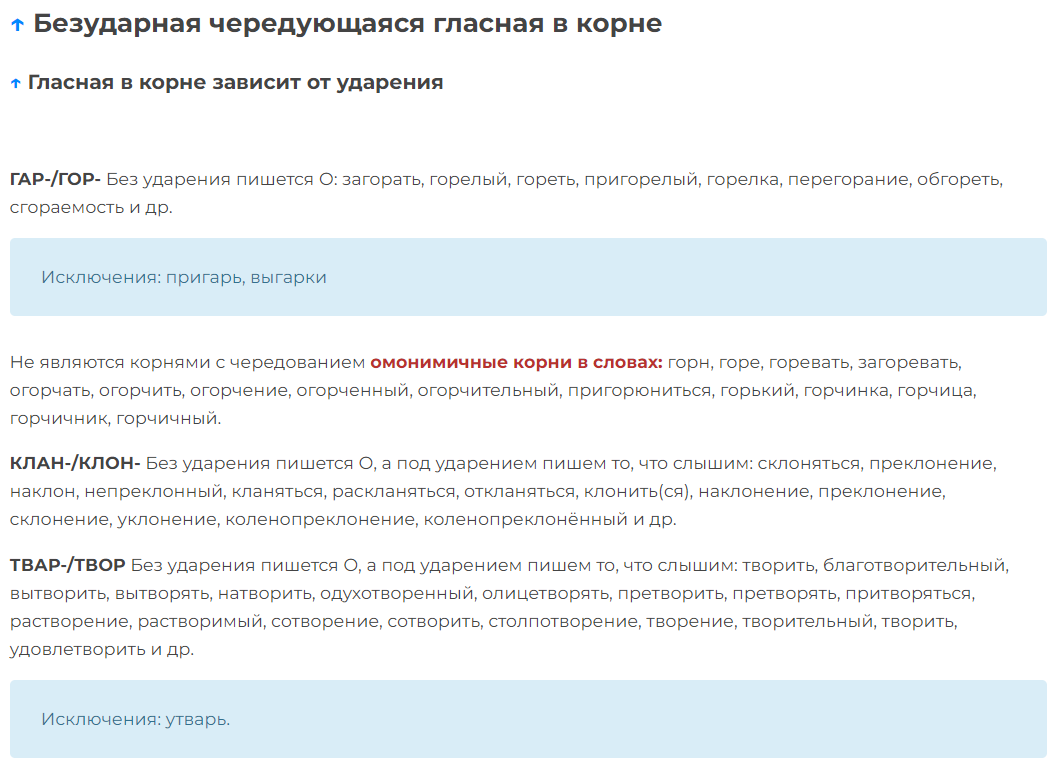 ↑ Безударная чередующаяся гласная в корне
↑ Гласная в корне зависит от ударения
ГАР-/ГОР- Без ударения пишется О: загорать, горелый, гореть, пригорелый, горелка, перегорание, обгореть,
сгораемость и др.
Исключения: пригарь, выгарки
Не являются корнями с чередованием омонимичные корни в словах: горн, горе, горевать, загоревать,
огорчать, огорчить, огорчение, огорченный, огорчительный, пригорюниться, горький, горчинка, горчица,
горчичник, горчичный.
КЛАН-/КЛОН- Без ударения пишется О, а под ударением пишем то, что слышим: склоняться, преклонение,
наклон, непреклонный, кланяться, раскланяться, откланяться, клонить(ся), наклонение, преклонение,
склонение, уклонение, коленопреклонение, коленопреклонённый и др.
ТВАР-/ТВОР Без ударения пишется О, а под ударением пишем то, что слышим: творить, благотворительный,
вытворить, вытворять, натворить, одухотворенный, олицетворять, претворить, претворять, притворяться,
растворение, растворимый, сотворение, сотворить, столпотворение, творение, творительный, творить,
удовлетворить и др.
Исключения: утварь.